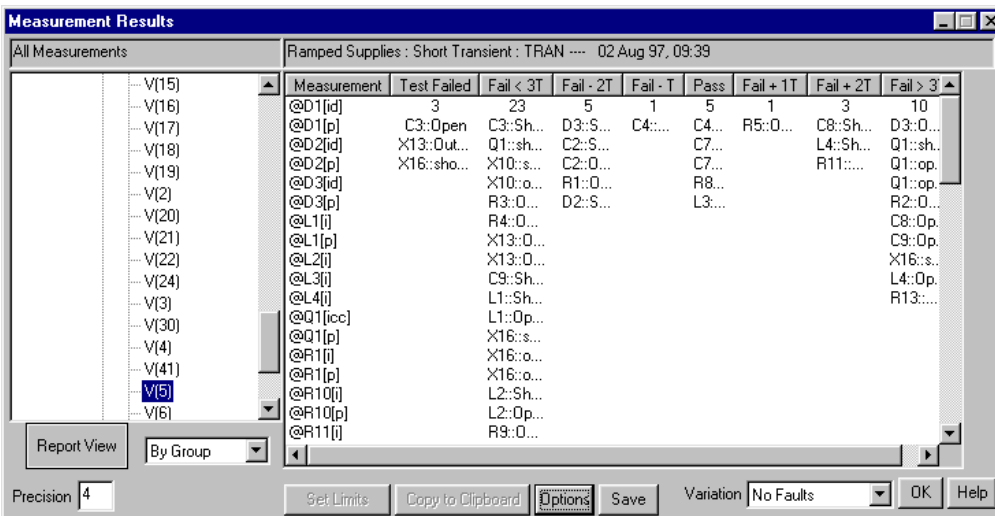 Measurement Results
All Measurements
Ramped Supplies : Short Transient : TRAN ---- 02 Aug 97, 09:39
V(15)
V(16)
V(17)
V(18)
V(19)
V(2)
V(20)
V(21)
V(22)
V(24)
V(3)
V(30)
V(4)
V(41)
V(5)
V(6)
Measurement Test Failed Fail < 3T Fail - 2T Fail - T Pass Fail + 1T Fail + 2T Fail > 3T
@D1[id] 3 23 5 1 5 1 3 10
@D1[p] C3::Open C3::Sh... D3::S... C4::... C4... R5::O... C8::Sh... D3::O...
@D2[id] X13::Out... Q1::sh... C2::S... C7... L4::Sh... Q1::sh...
@D2[p] X16::sho... X10::s... C2::O... C7... R11::... Q1::op...
@D3[id] X10::o... R1::O... R8... Q1::op.
@D3[p] R3::O... D2::S... L3:... R2::O...
@L1[i] R4::O... C8::Op.
@L1[p] X13::O... C9::Op.
@L2[i] X13::O... X16::s..
@L3[i] C9::Sh... L4::Op.
@L4[i] L1::Sh... R13::...
@Q1[icc] L1::Op...
@Q1[p] X16::s...
@R1[i] X16::o...
@R1[p] X16::o...
@R10[i] L2::Sh...
@R10[p] L2::Op...
@R11[i] R9::O...
Report View
By Group
Precision 4
Set Limits Copy to Clipboard Options Save Variation No Faults OK Help